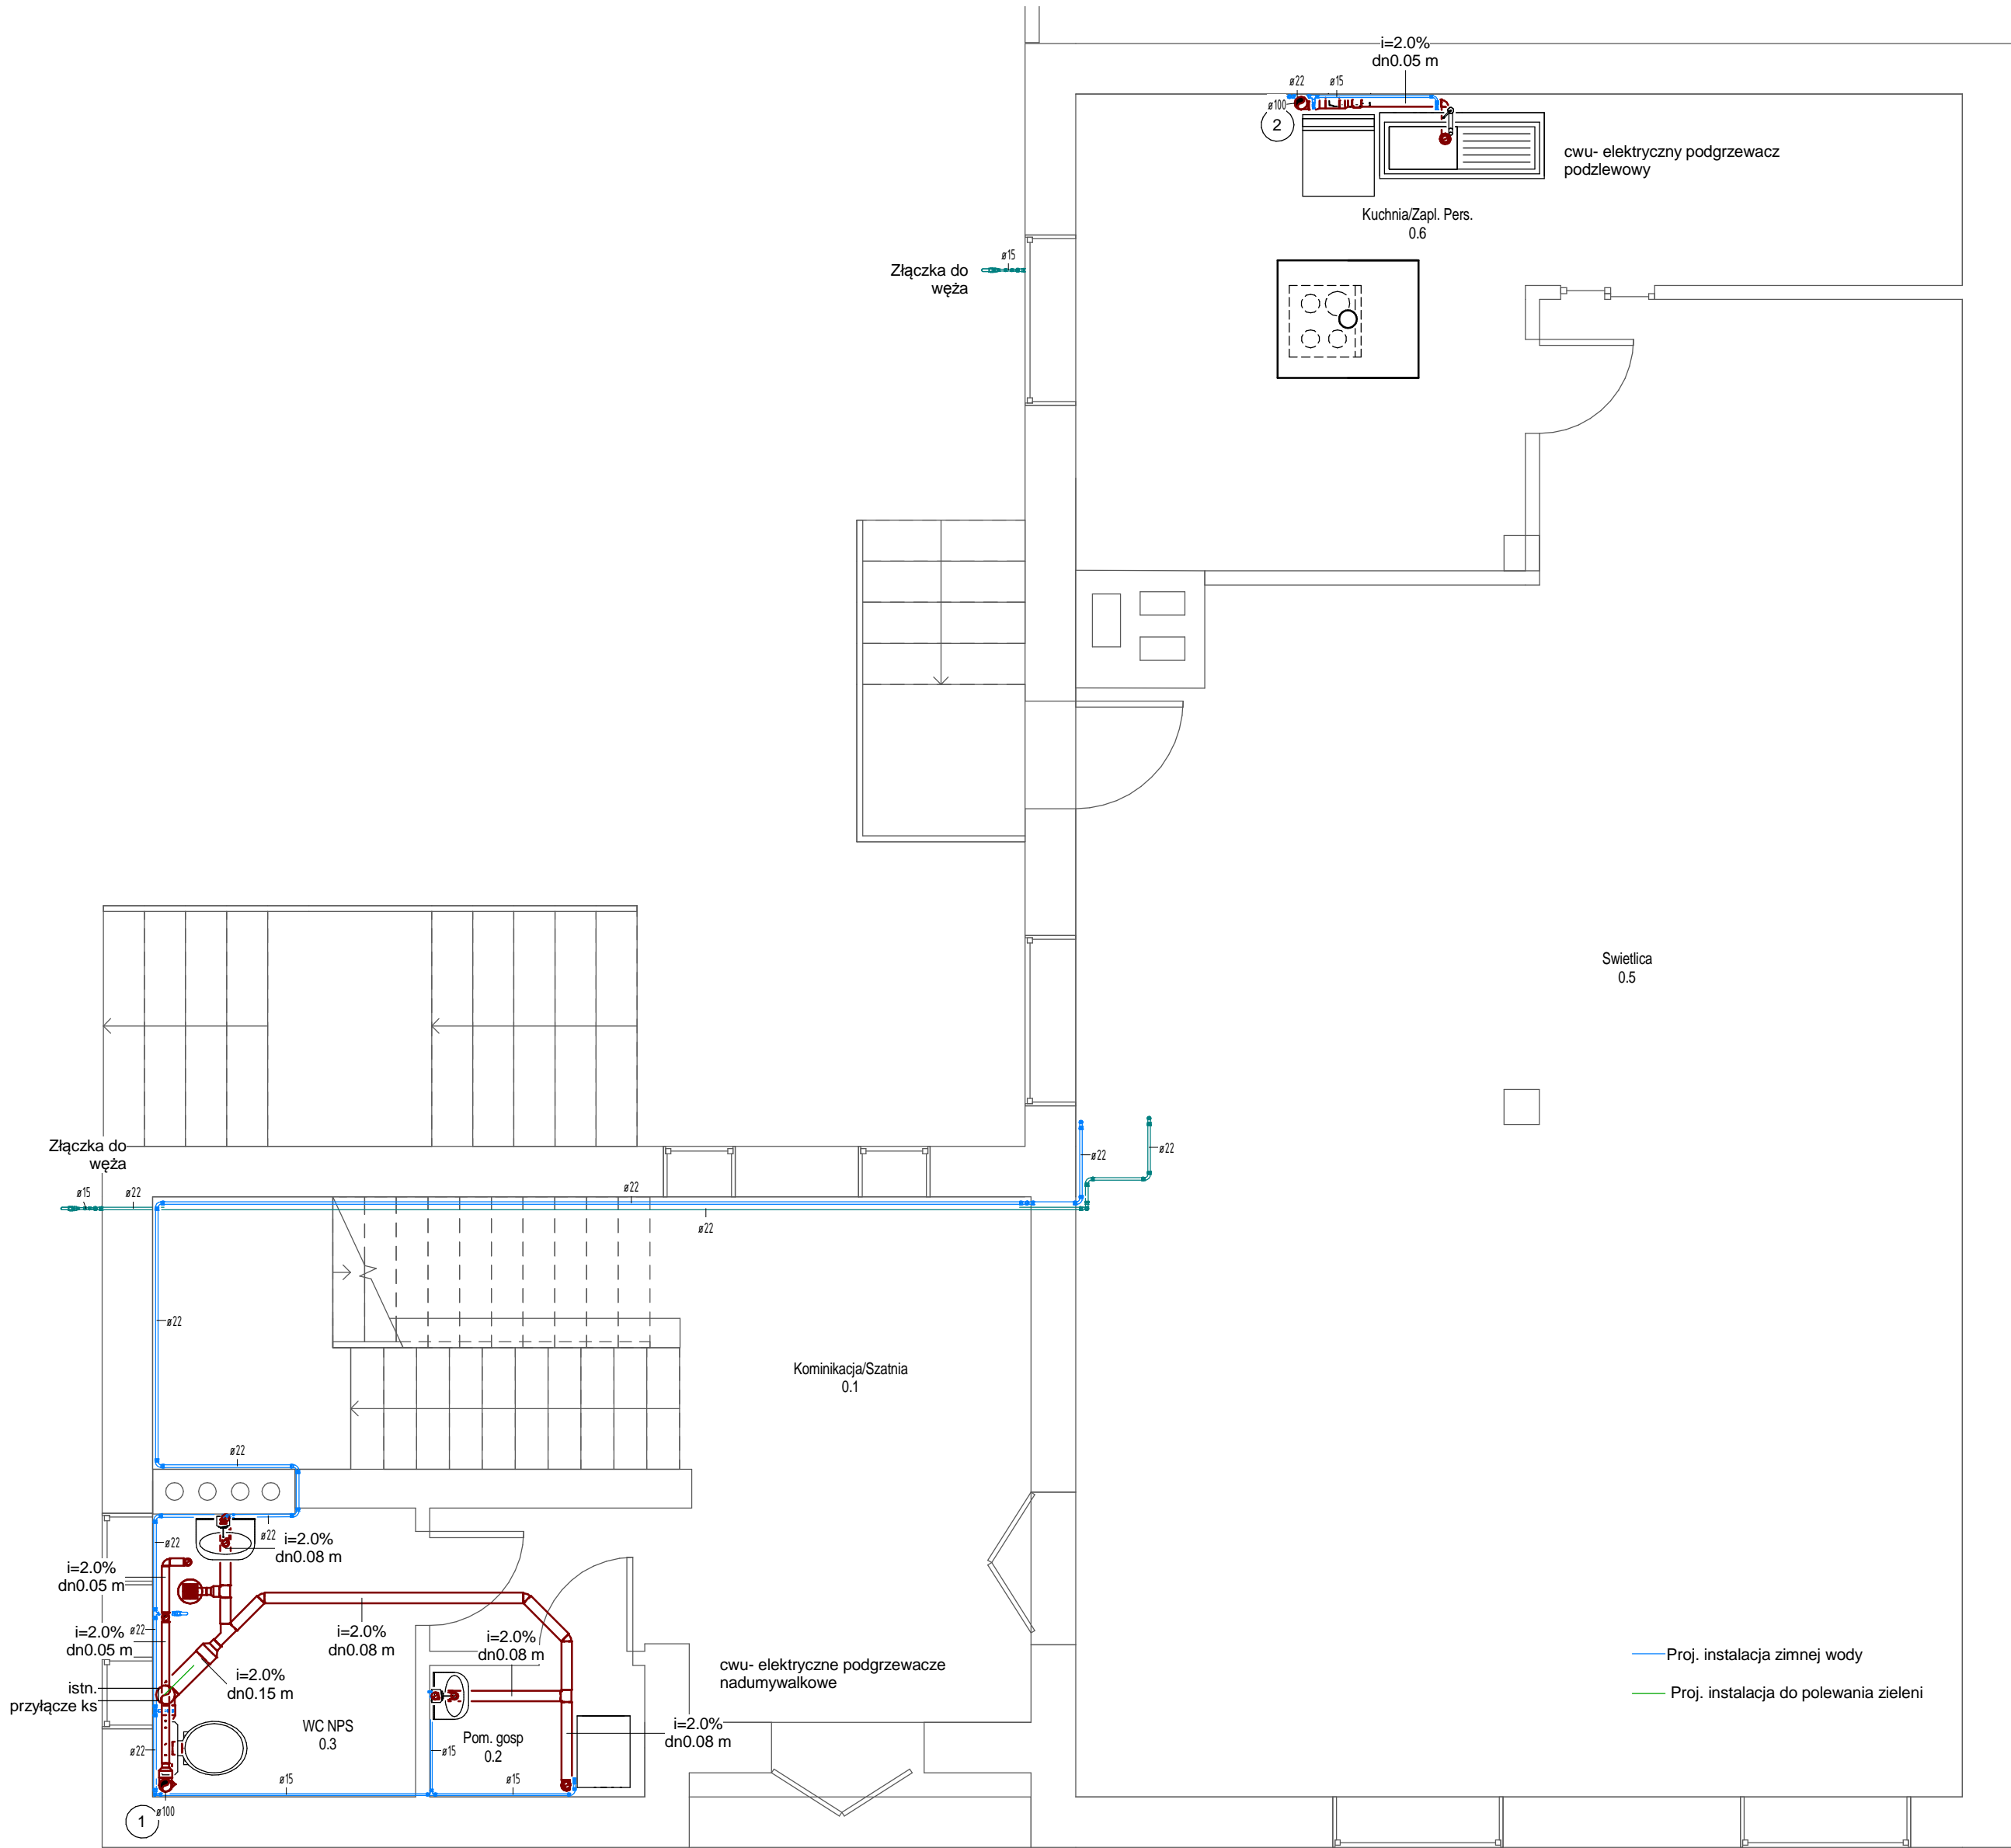 i=2.0%
dn0.05 m
ø22
ø15
ø100
2
cwu- elektryczny podgrzewacz
podzlewowy
Kuchnia/Zapl. Pers.
0.6
ø15
Złączka do
węża
Swietlica
0.5
Złączka do
węża
ø15
ø22
ø22
ø22
ø22
ø22
ø22
Kominikacja/Szatnia
0.1
ø22
ø22
ø22
i=2.0%
dn0.08 m
i=2.0%
dn0.05 m
i=2.0%
dn0.05 m
ø22
i=2.0%
dn0.08 m
i=2.0%
dn0.08 m
i=2.0%
dn0.15 m
istn.
przyłącze ks
cwu- elektryczne podgrzewacze
nadumywalkowe
Proj. instalacja zimnej wody
Proj. instalacja do polewania zieleni
WC NPS
0.3
Pom. gosp
0.2
i=2.0%
dn0.08 m
ø22
ø15
ø15
ø15
ø100
1